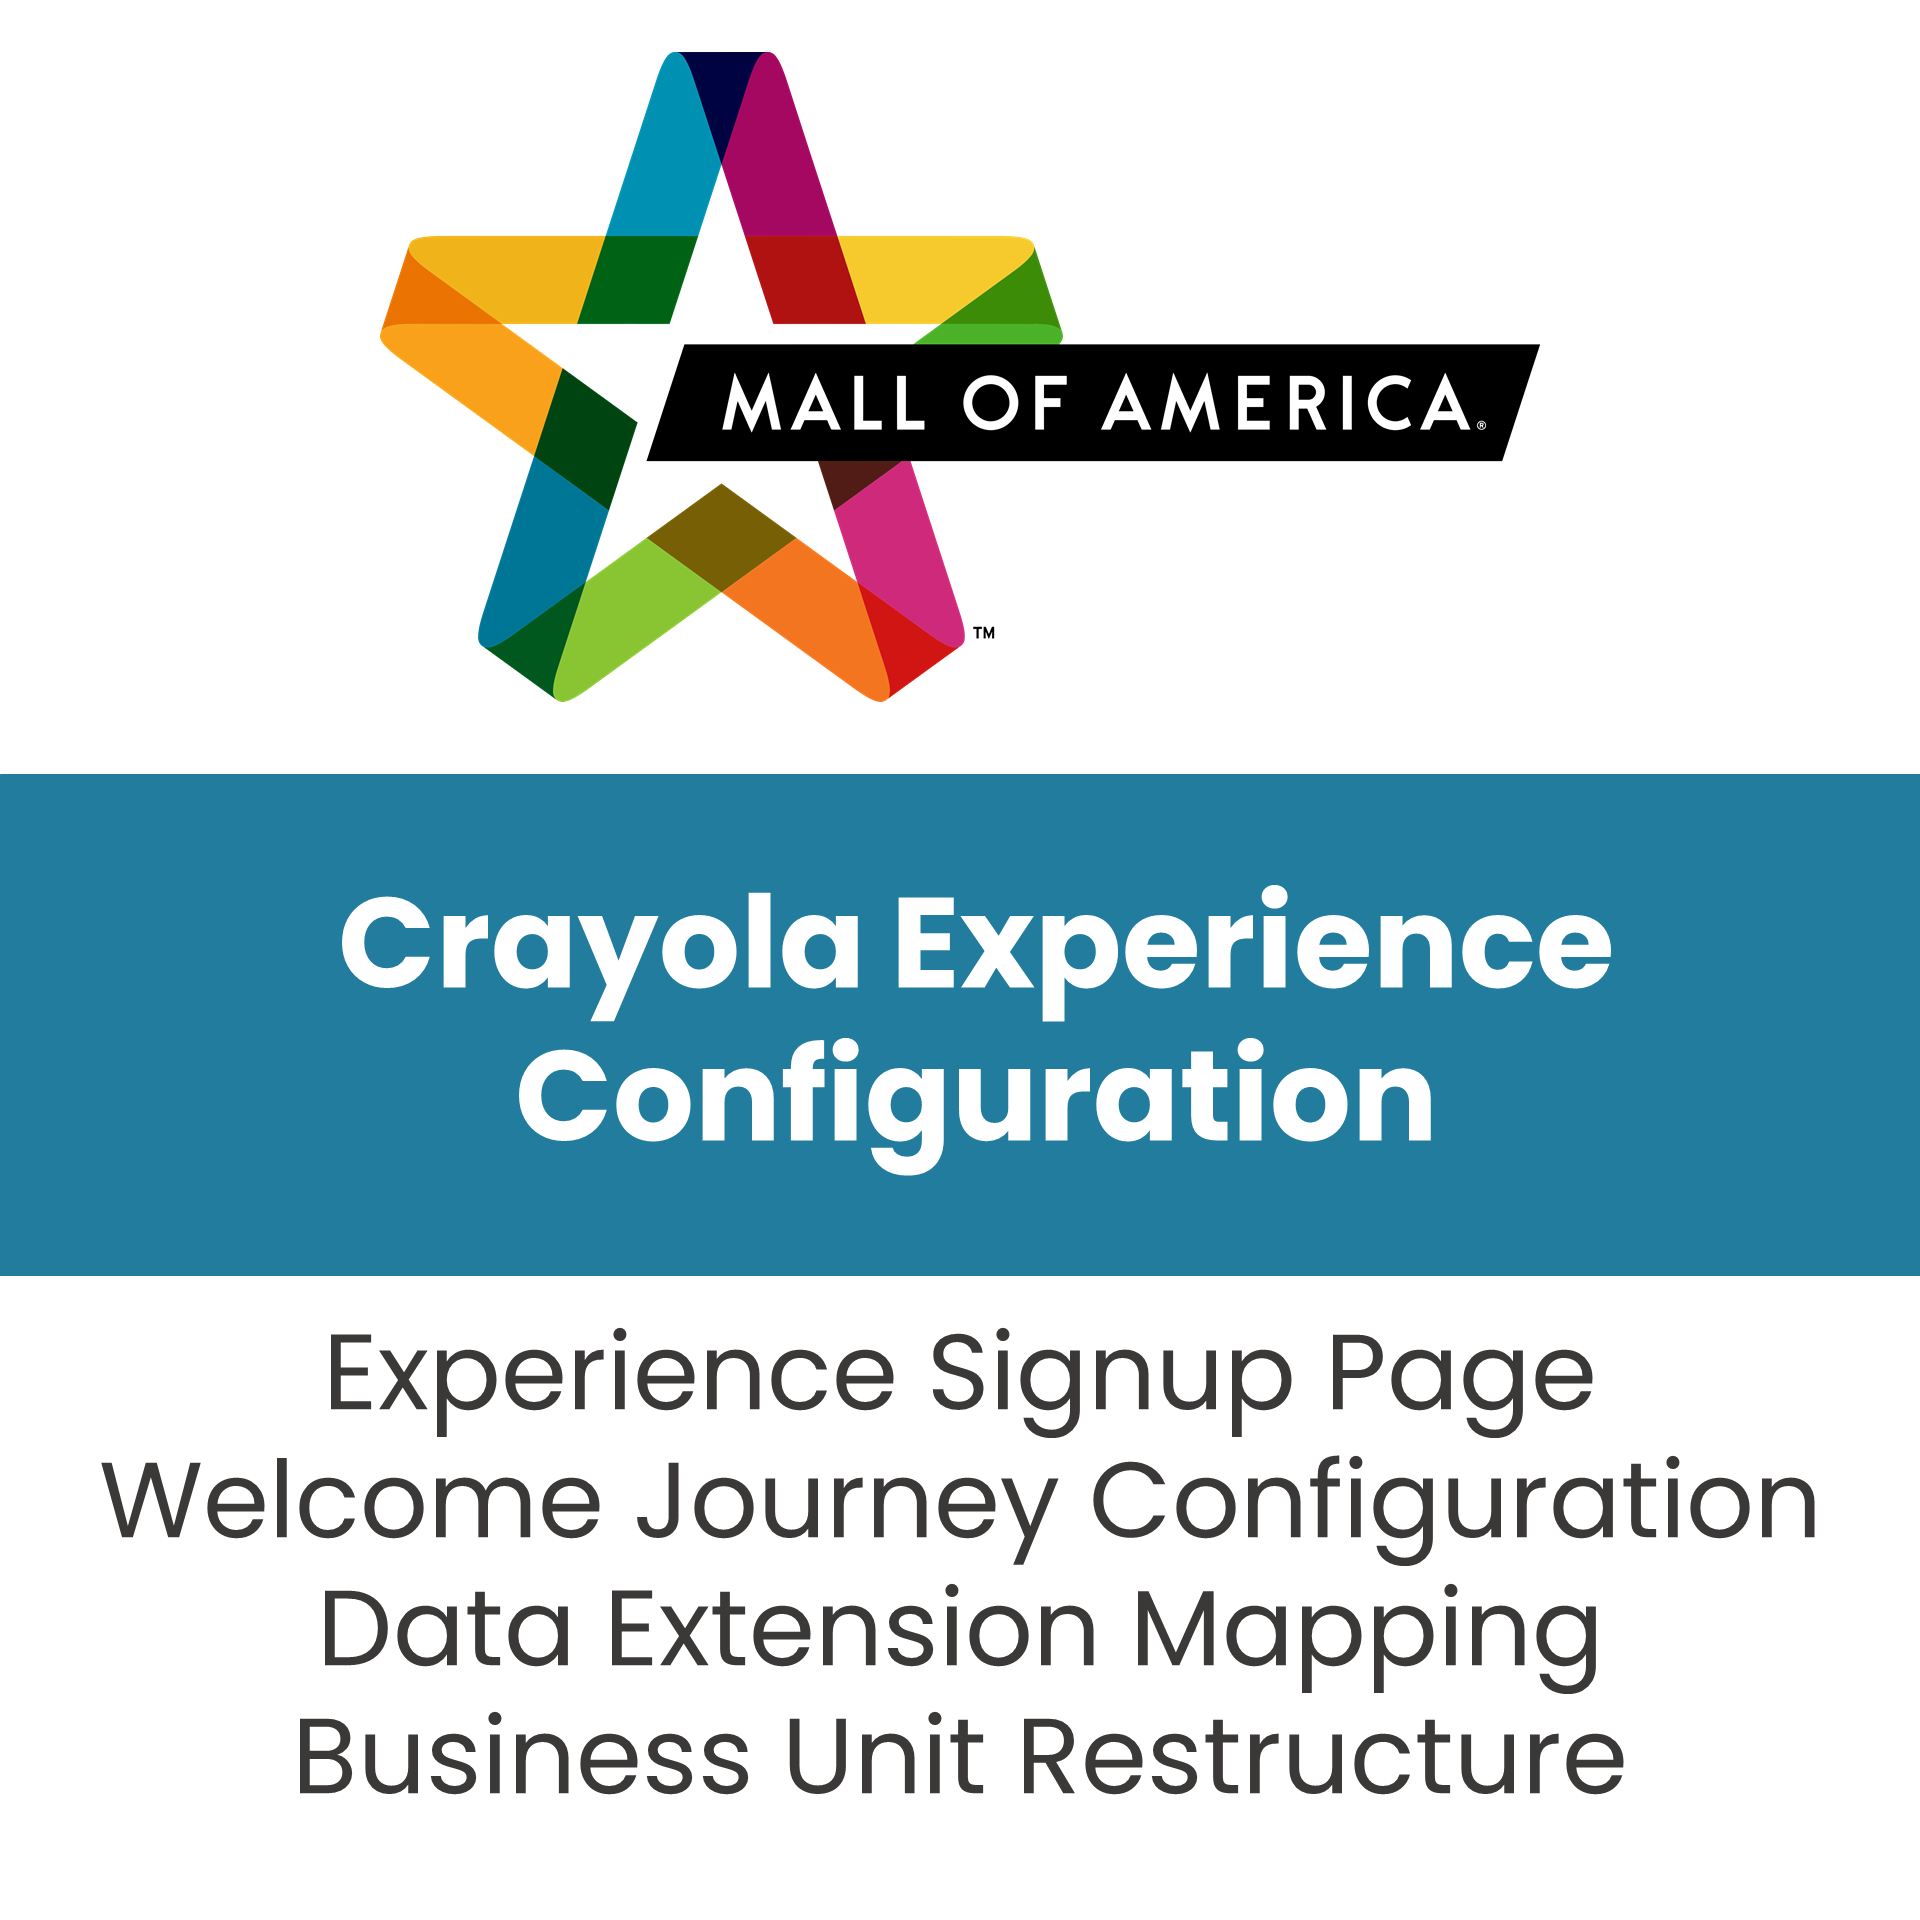 MALL OF AMERICA®
™
Crayola Experience
Configuration
Experience Signup Page
Welcome Journey Configuration
Data Extension Mapping
Business Unit Restructure